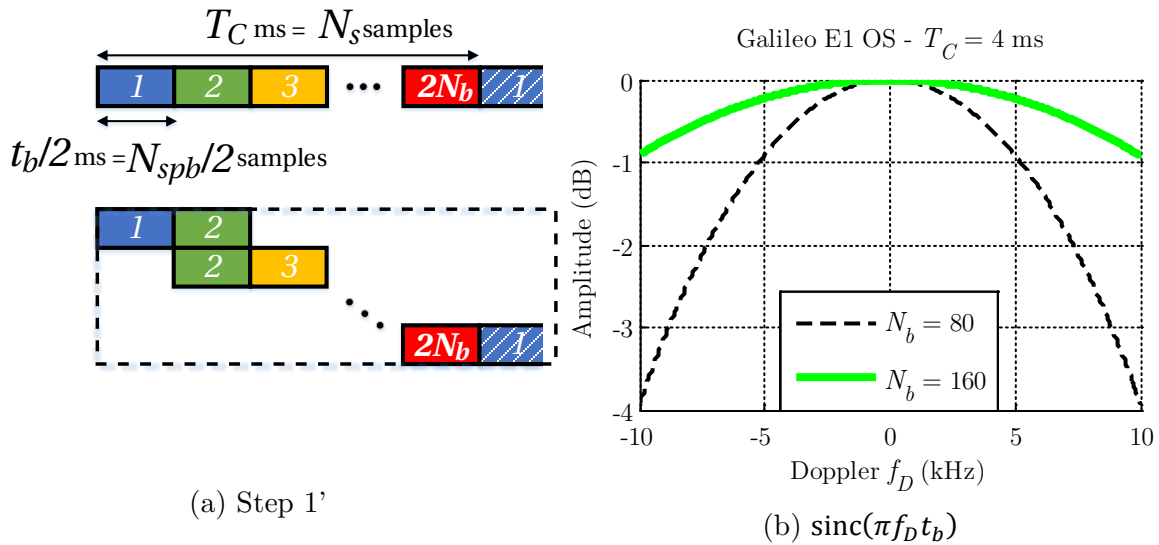 T_C ms = N_s samples
1 2 3 ••• 2N_b 1
t_b/2 ms = N_spb/2 samples
1 2
2 3
2N_b 1
(a) Step 1'
Galileo E1 OS - T_C = 4 ms
0
-1
-2
-3
-4
Amplitude (dB)
N_b = 80
N_b = 160
-10 -5 0 5 10
Doppler f_D (kHz)
(b) sinc(πf_D t_b)